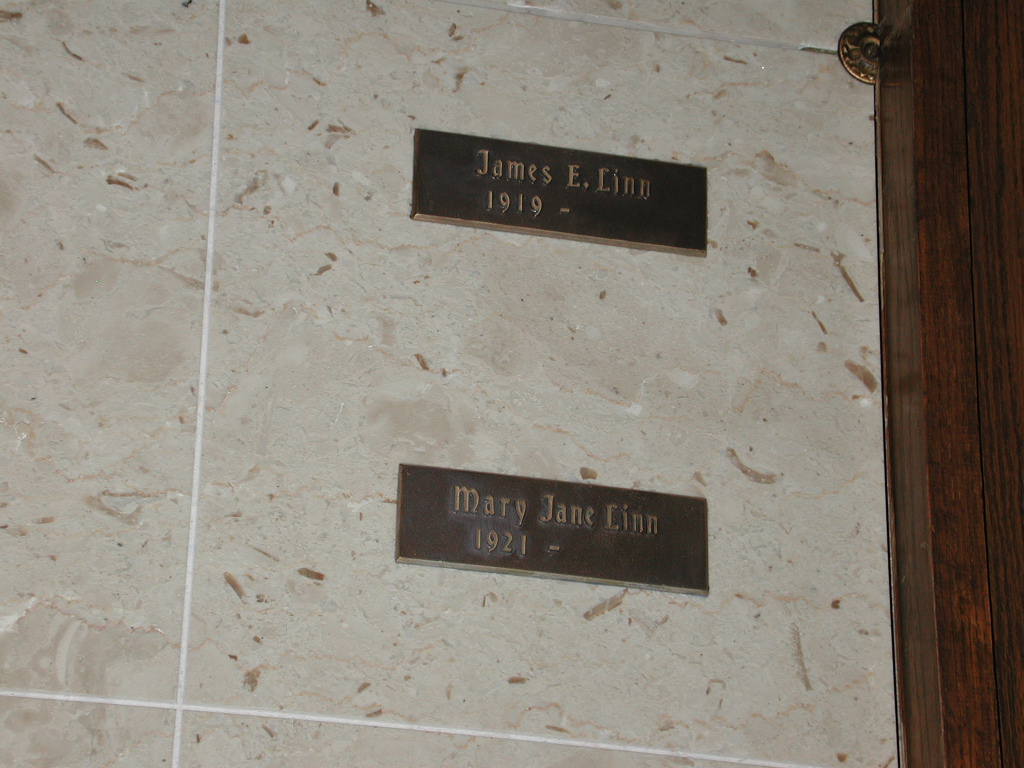 James E. Linn
1919 -
Mary Jane Linn
1921 -